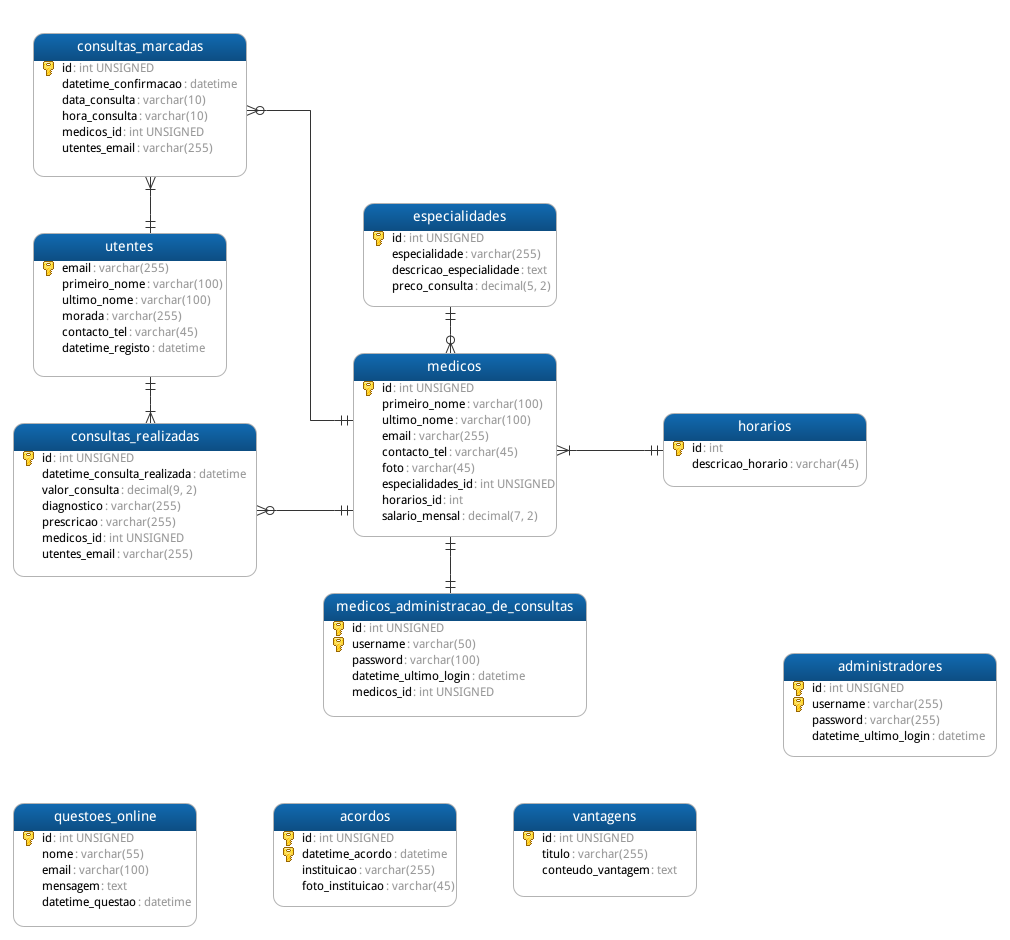 consultas_marcadas
id: int UNSIGNED
datetime_confirmacao: datetime
data_consulta: varchar(10)
hora_consulta: varchar(10)
medicos_id: int UNSIGNED
utentes_email: varchar(255)
utentes
email: varchar(255)
primeiro_nome: varchar(100)
ultimo_nome: varchar(100)
morada: varchar(255)
contacto_tel: varchar(45)
datetime_registo: datetime
especialidades
id: int UNSIGNED
especialidade: varchar(255)
descricao_especialidade: text
preco_consulta: decimal(5, 2)
medicos
id: int UNSIGNED
primeiro_nome: varchar(100)
ultimo_nome: varchar(100)
email: varchar(255)
contacto_tel: varchar(45)
foto: varchar(45)
especialidades_id: int UNSIGNED
horarios_id: int
salario_mensal: decimal(7, 2)
horarios
id: int
descricao_horario: varchar(45)
consultas_realizadas
id: int UNSIGNED
datetime_consulta_realizada: datetime
valor_consulta: decimal(9, 2)
diagnostico: varchar(255)
prescricao: varchar(255)
medicos_id: int UNSIGNED
utentes_email: varchar(255)
medicos_administracao_de_consultas
id: int UNSIGNED
username: varchar(50)
password: varchar(100)
datetime_ultimo_login: datetime
medicos_id: int UNSIGNED
administradores
id: int UNSIGNED
username: varchar(255)
password: varchar(255)
datetime_ultimo_login: datetime
questoes_online
id: int UNSIGNED
nome: varchar(55)
email: varchar(100)
mensagem: text
datetime_questao: datetime
acordos
id: int UNSIGNED
datetime_acordo: datetime
instituicao: varchar(255)
foto_instituicao: varchar(45)
vantagens
id: int UNSIGNED
titulo: varchar(255)
conteudo_vantagem: text